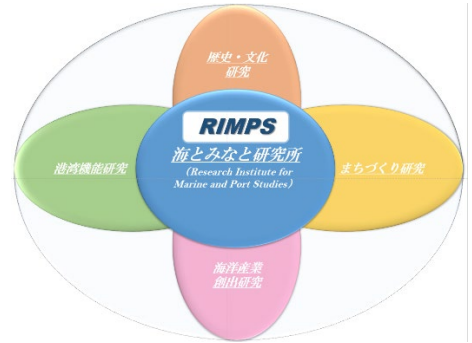 歴史・文化
研究
RIMPS
海とみなと研究所
（Research Institute for
Marine and Port Studies）
港湾機能研究
まちづくり研究
海洋産業
創出研究